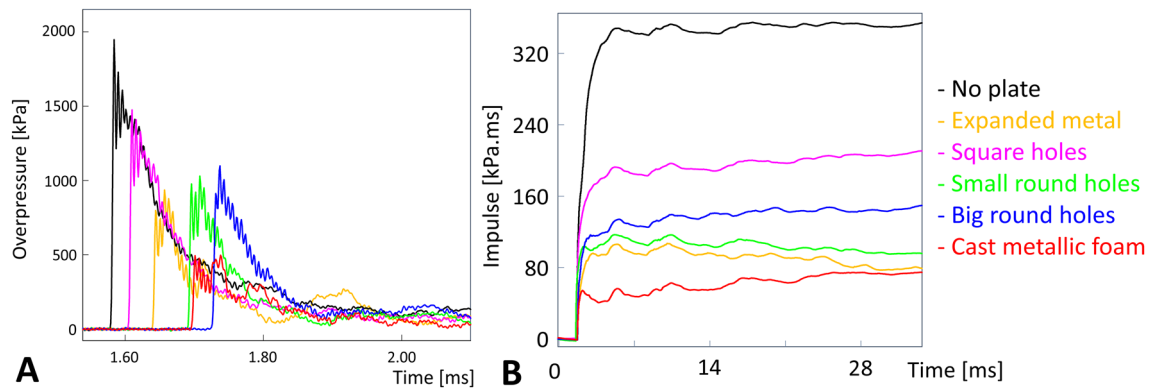 2000
1500
1000
500
0
Overpressure [kPa]
1.60
1.80
2.00
Time [ms]
A
320
240
160
80
0
Impulse [kPa.ms]
0
14
28
Time [ms]
B
- No plate
- Expanded metal
- Square holes
- Small round holes
- Big round holes
- Cast metallic foam